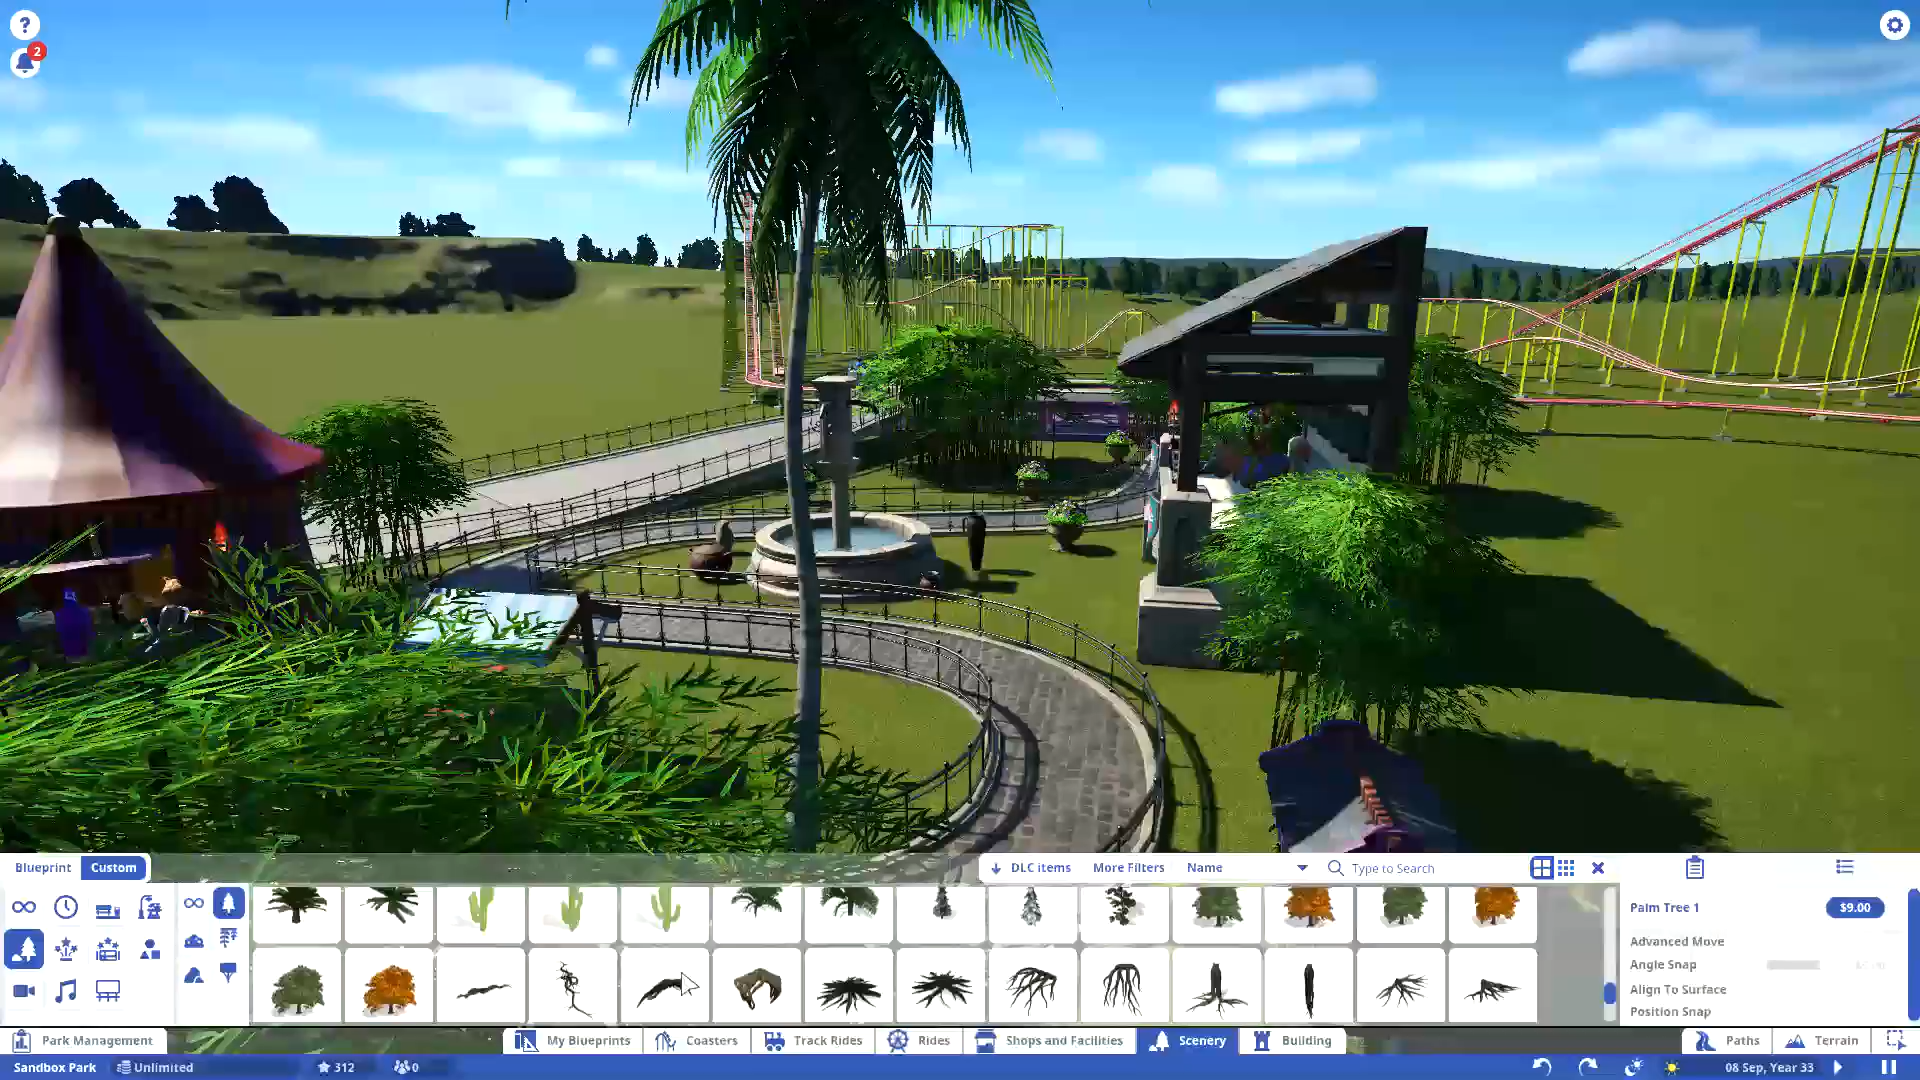 ?
2
Blueprint Custom
DLC items More Filters Name Type to Search
Palm Tree 1 $9.00
Advanced Move
Angle Snap
Align To Surface
Position Snap
Park Management My Blueprints Coasters Track Rides Rides Shops and Facilities Scenery Building Paths Terrain
Sandbox Park Unlimited 312 0 08 Sep, Year 33